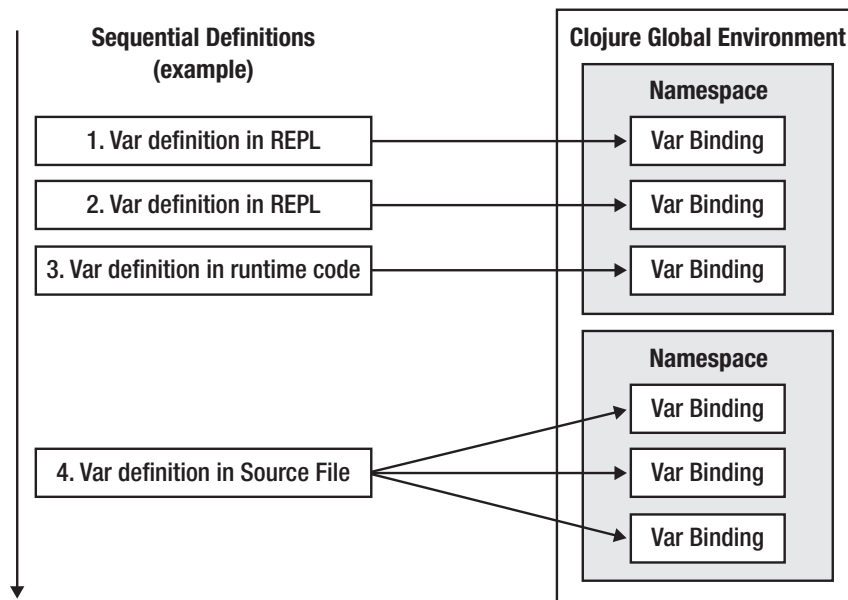 Sequential Definitions
(example)
1. Var definition in REPL
2. Var definition in REPL
3. Var definition in runtime code
4. Var definition in Source File
Clojure Global Environment
Namespace
Var Binding
Var Binding
Var Binding
Namespace
Var Binding
Var Binding
Var Binding